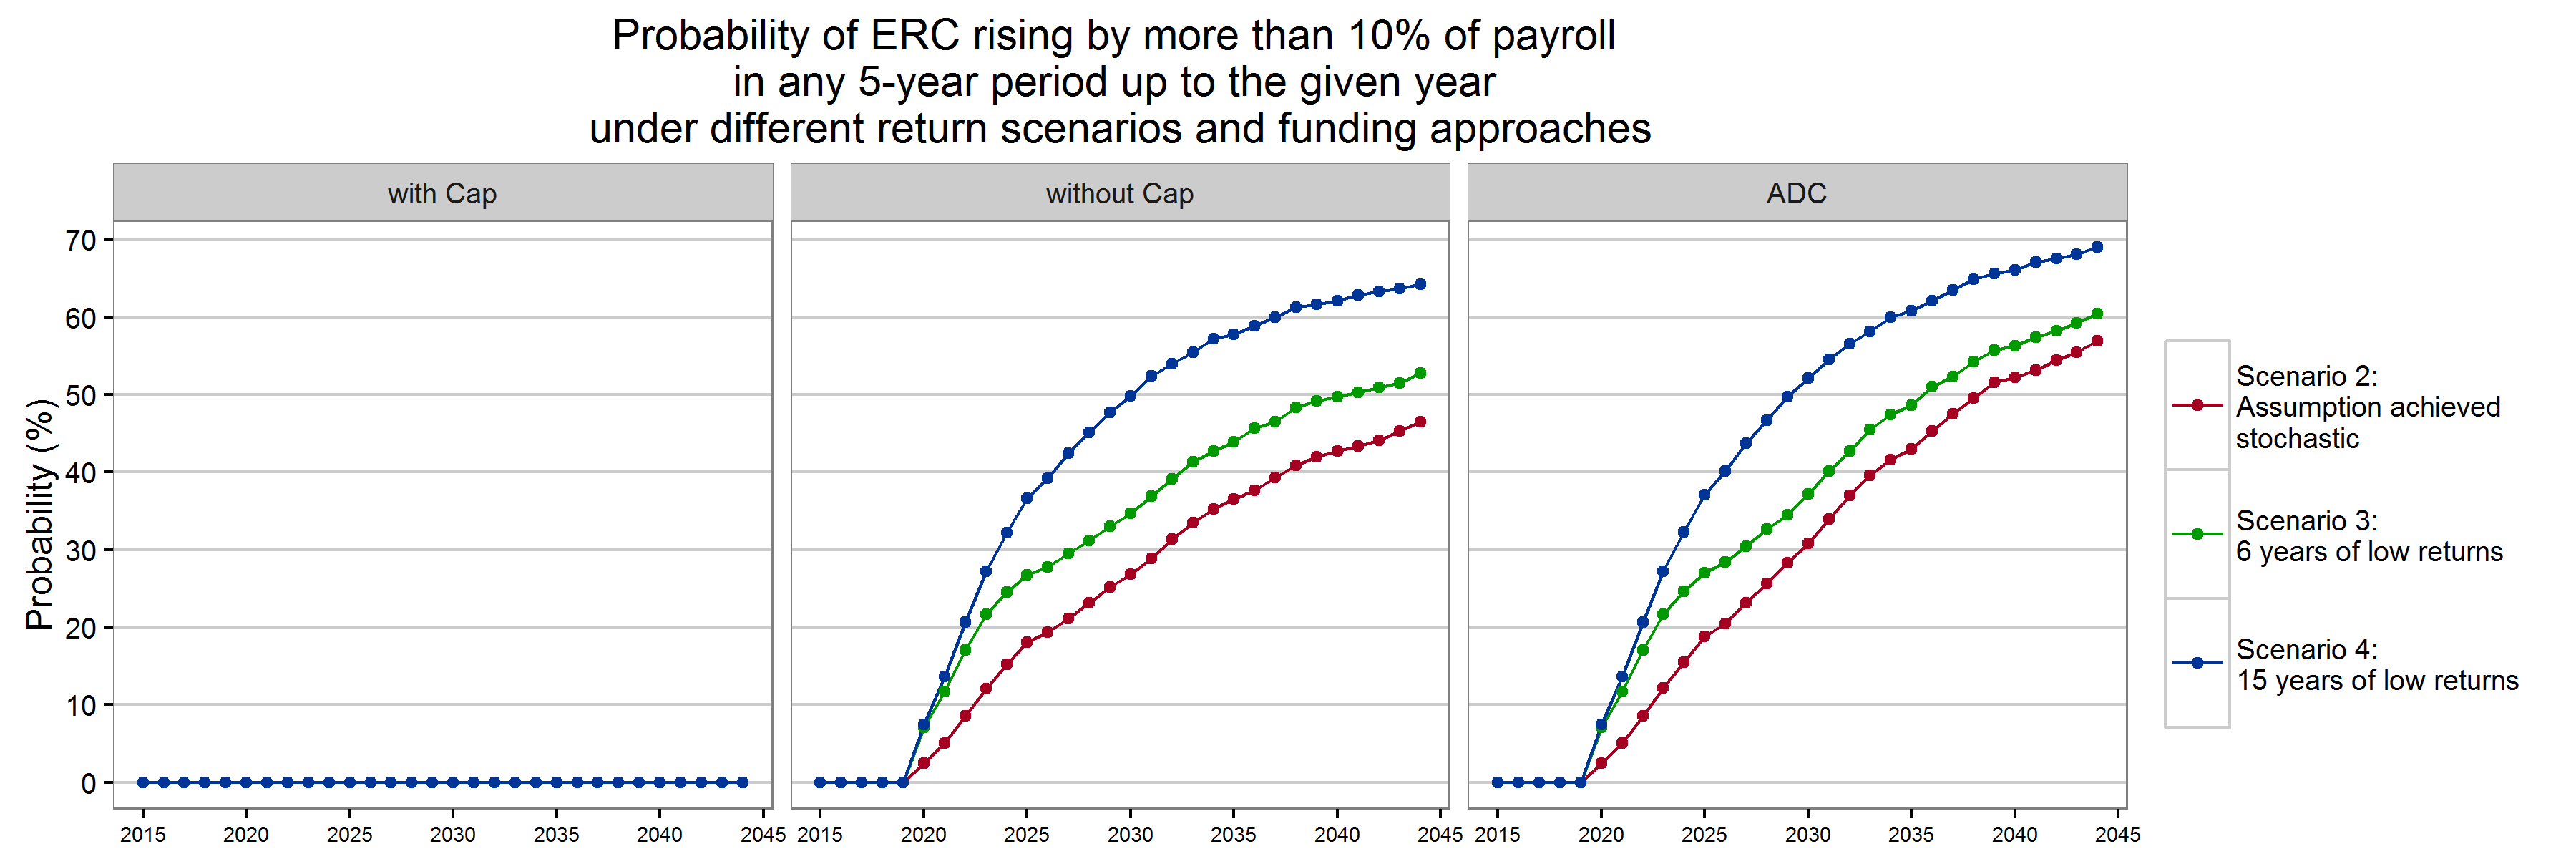 Probability of ERC rising by more than 10% of payroll
in any 5-year period up to the given year
under different return scenarios and funding approaches
with Cap
without Cap
ADC
Probability (%)
70
60
50
40
30
20
10
0
2015 2020 2025 2030 2035 2040 2045
2015 2020 2025 2030 2035 2040 2045
2015 2020 2025 2030 2035 2040 2045
Scenario 2:
Assumption achieved
stochastic
Scenario 3:
6 years of low returns
Scenario 4:
15 years of low returns